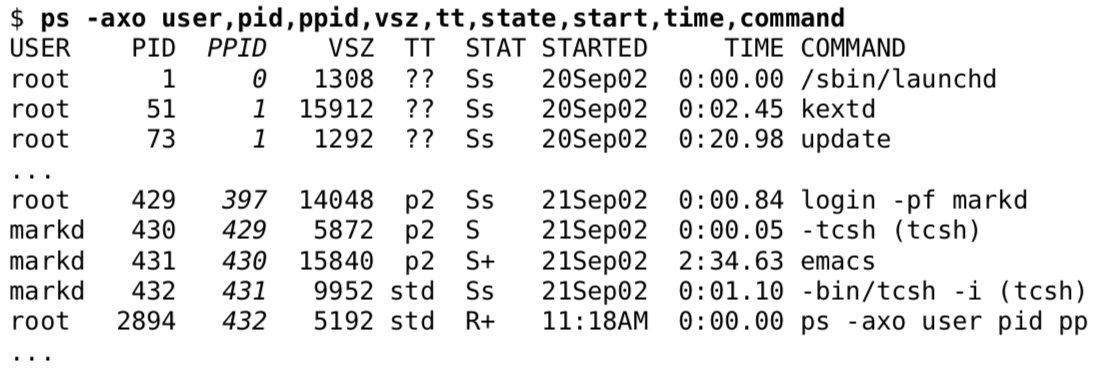 $ ps -axo user,pid,ppid,vsz,tt,state,start,time,command
USER PID PPID VSZ TT STAT STARTED TIME COMMAND
root 1 0 1308 ?? Ss 20Sep02 0:00.00 /sbin/launchd
root 51 1 15912 ?? Ss 20Sep02 0:02.45 kextd
root 73 1 1292 ?? Ss 20Sep02 0:20.98 update
...
root 429 397 14048 p2 Ss 21Sep02 0:00.84 login -pf markd
markd 430 429 5872 p2 S 21Sep02 0:00.05 -tcsh (tcsh)
markd 431 430 15840 p2 S+ 21Sep02 2:34.63 emacs
markd 432 431 9952 std Ss 21Sep02 0:01.10 -bin/tcsh -i (tcsh)
root 2894 432 5192 std R+ 11:18AM 0:00.00 ps -axo user pid pp
...